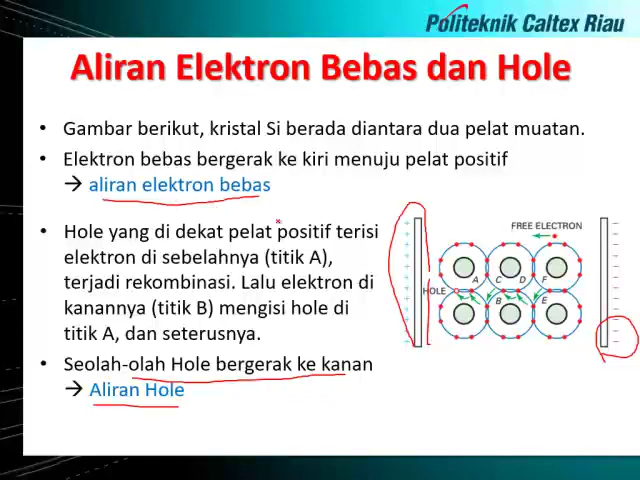 Politeknik Caltex Riau
Aliran Elektron Bebas dan Hole
• Gambar berikut, kristal Si berada diantara dua pelat muatan.
• Elektron bebas bergerak ke kiri menuju pelat positif
→ aliran elektron bebas
• Hole yang di dekat pelat positif terisi
elektron di sebelahnya (titik A),
terjadi rekombinasi. Lalu elektron di
kanannya (titik B) mengisi hole di
titik A, dan seterusnya.
• Seolah-olah Hole bergerak ke kanan
→ Aliran Hole
FREE ELECTRON
A C D F
HOLE
B E